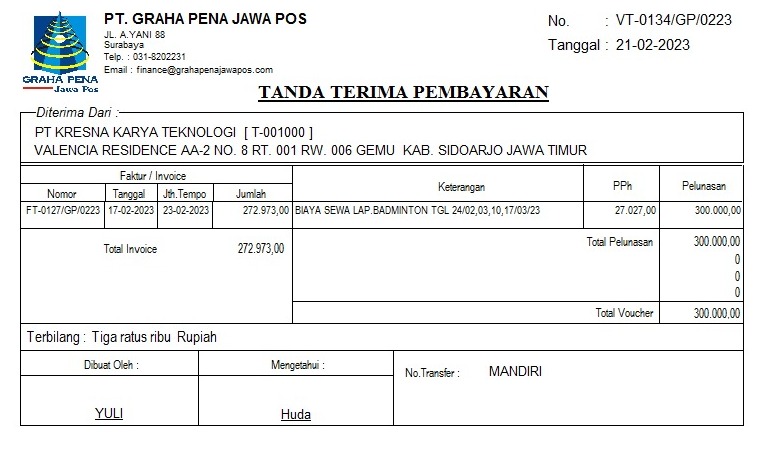 PT. GRAHA PENA JAWA POS
JL. A.YANI 88
Surabaya
Telp. : 031-8202231
Email : finance@grahapenajawapos.com
GRAHA PENA
Jawa Pos
No. : VT-0134/GP/0223
Tanggal : 21-02-2023
TANDA TERIMA PEMBAYARAN
Diterima Dari :
PT KRESNA KARYA TEKNOLOGI [ T-001000 ]
VALENCIA RESIDENCE AA-2 NO. 8 RT. 001 RW. 006 GEMU KAB. SIDOARJO JAWA TIMUR
Faktur / Invoice Keterangan PPh Pelunasan
Nomor Tanggal Jth.Tempo Jumlah
FT-0127/GP/0223 17-02-2023 23-02-2023 272.973,00 BIAYA SEWA LAP.BADMINTON TGL 24/02,03,10,17/03/23 27.027,00 300.000,00
Total Invoice 272.973,00 Total Pelunasan 300.000,00
0
0
0
Total Voucher 300.000,00
Terbilang : Tiga ratus ribu Rupiah
Dibuat Oleh : Mengetahui : No.Transfer : MANDIRI
YULI Huda